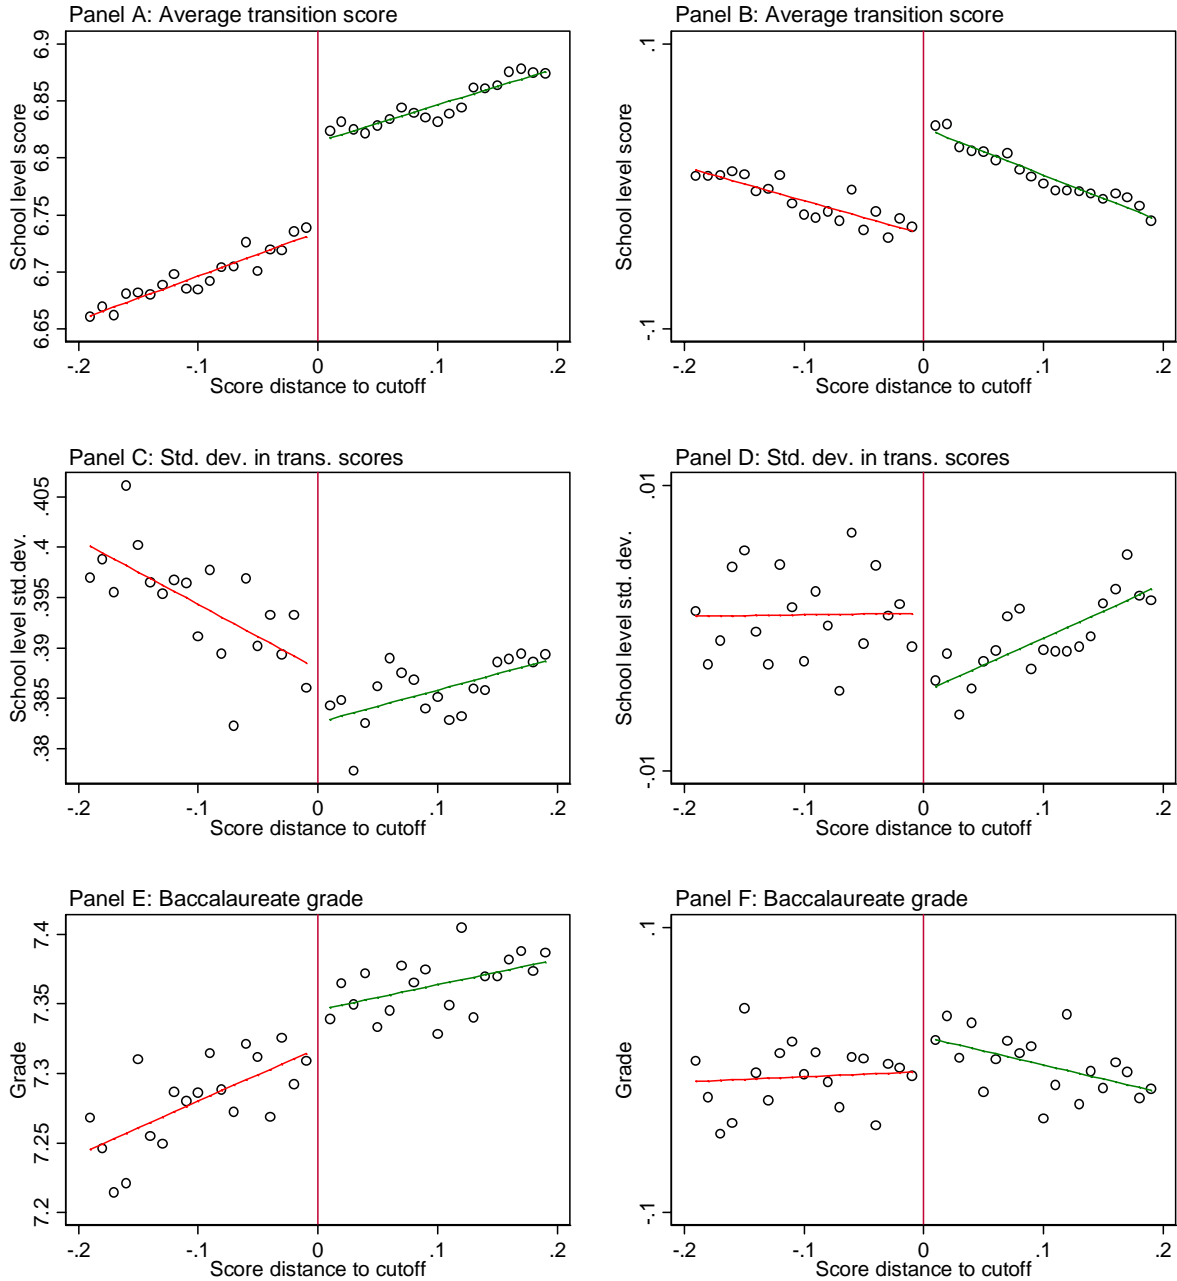 Panel A: Average transition score
School level score
6.65
6.7
6.75
6.8
6.85
6.9
-.2
-.1
0
.1
.2
Score distance to cutoff
Panel B: Average transition score
School level score
-.1
.1
-.2
-.1
0
.1
.2
Score distance to cutoff
Panel C: Std. dev. in trans. scores
School level std.dev.
.38
.385
.39
.395
.4
.405
-.2
-.1
0
.1
.2
Score distance to cutoff
Panel D: Std. dev. in trans. scores
School level std. dev.
-.01
.01
-.2
-.1
0
.1
.2
Score distance to cutoff
Panel E: Baccalaureate grade
Grade
7.2
7.25
7.3
7.35
7.4
-.2
-.1
0
.1
.2
Score distance to cutoff
Panel F: Baccalaureate grade
Grade
-.1
.1
-.2
-.1
0
.1
.2
Score distance to cutoff